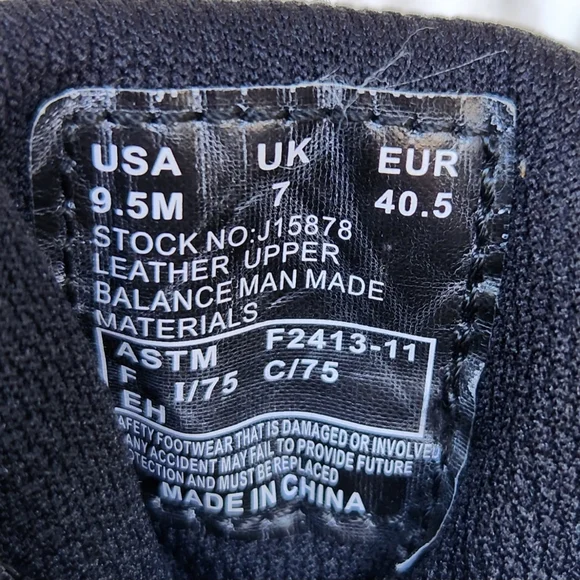 USA UK EUR
9.5M 7 40.5
STOCK NO:J15878
LEATHER UPPER
BALANCE MAN MADE
MATERIALS
ASTM F2413-11
F I/75 C/75
EH
SAFETY FOOTWEAR THAT IS DAMAGED OR INVOLVED
ANY ACCIDENT MAY FAIL TO PROVIDE FUTURE
AND MUST BE REPLACED
MADE IN CHINA